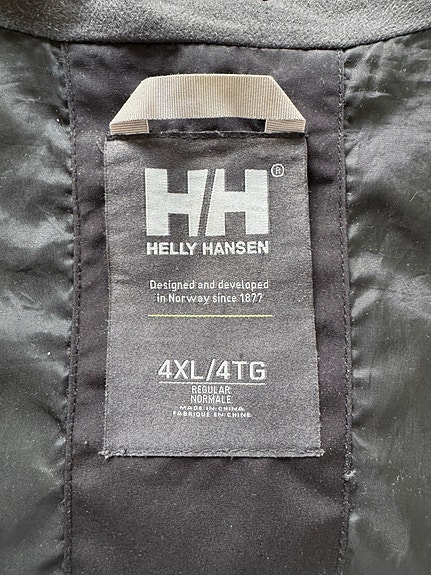 HH®
HELLY HANSEN
Designed and developed
in Norway since 1877
4XL/4TG
REGULAR
NORMALE
MADE IN CHINA
FABRIQUE EN CHINE